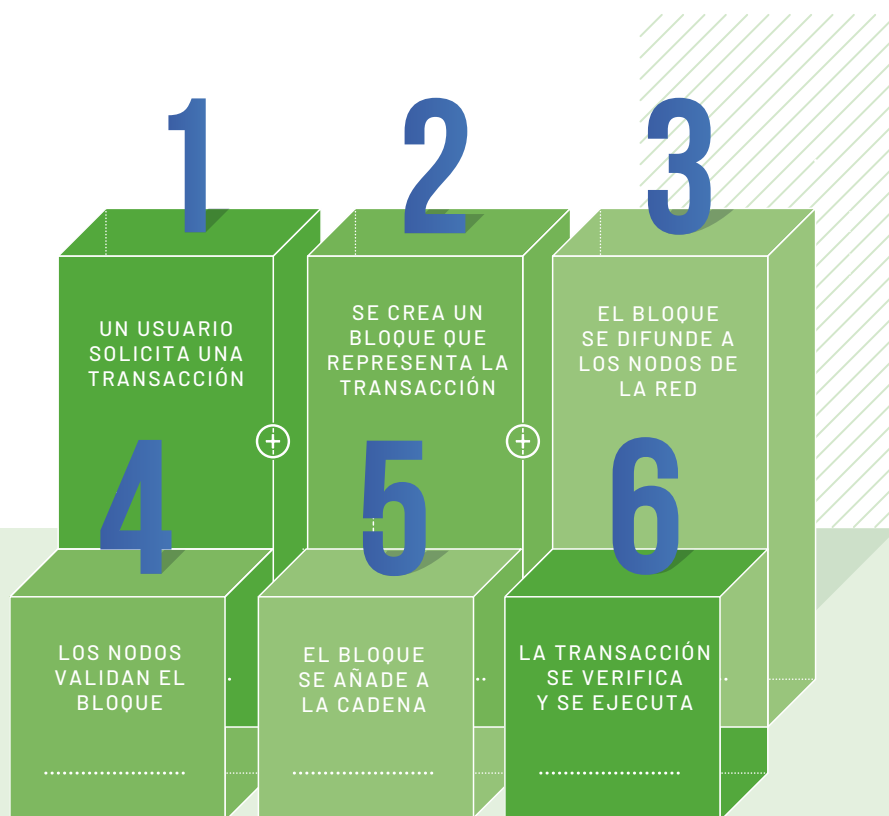 1
UN USUARIO
SOLICITA UNA
TRANSACCIÓN
2
SE CREA UN
BLOQUE QUE
REPRESENTA LA
TRANSACCIÓN
3
EL BLOQUE
SE DIFUNDE A
LOS NODOS DE
LA RED
4
LOS NODOS
VALIDAN EL
BLOQUE
5
EL BLOQUE
SE AÑADE A
LA CADENA
6
LA TRANSACCIÓN
SE VERIFICA
Y SE EJECUTA